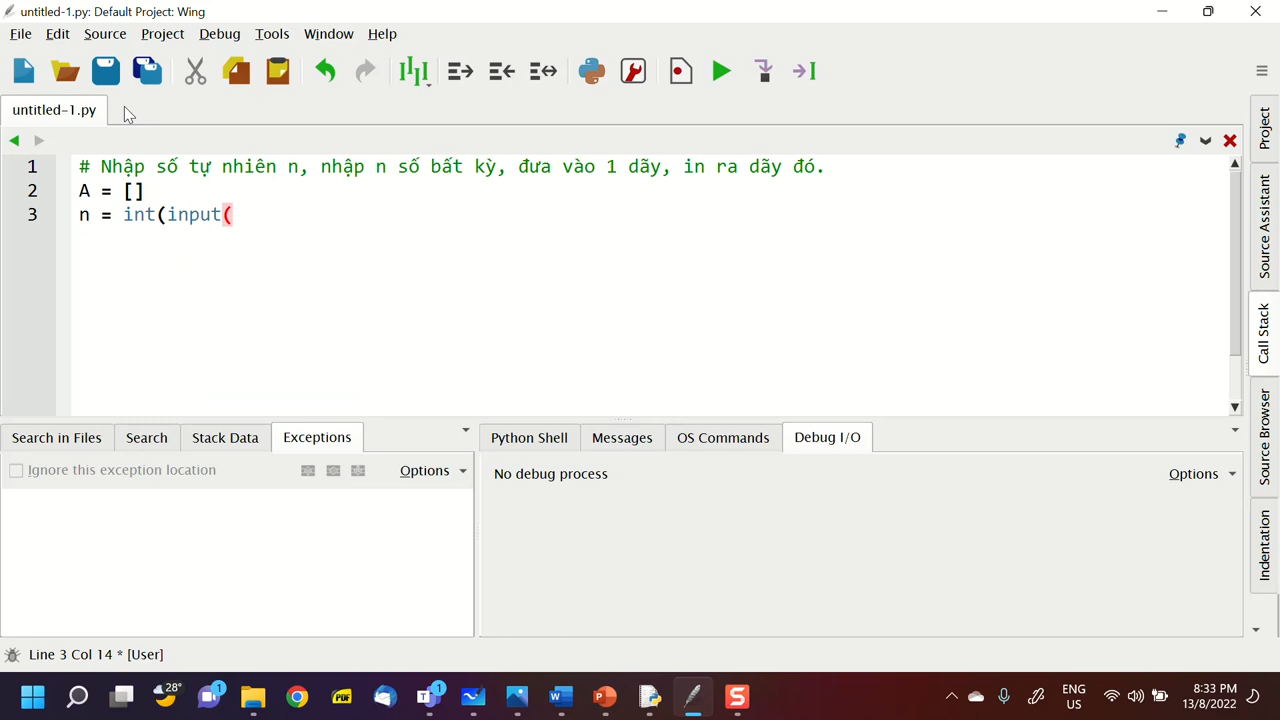 untitled-1.py: Default Project: Wing
File Edit Source Project Debug Tools Window Help
untitled-1.py
1 # Nhập số tự nhiên n, nhập n số bất kỳ, đưa vào 1 dãy, in ra dãy đó.
2 A = []
3 n = int(input(
Project
Source Assistant
Call Stack
Source Browser
Indentation
Search in Files Search Stack Data Exceptions
Ignore this exception location Options
Python Shell Messages OS Commands Debug I/O
No debug process Options
Line 3 Col 14 * [User]
28° 1 PDF 1 W P S
ENG
US
8:33 PM
13/8/2022